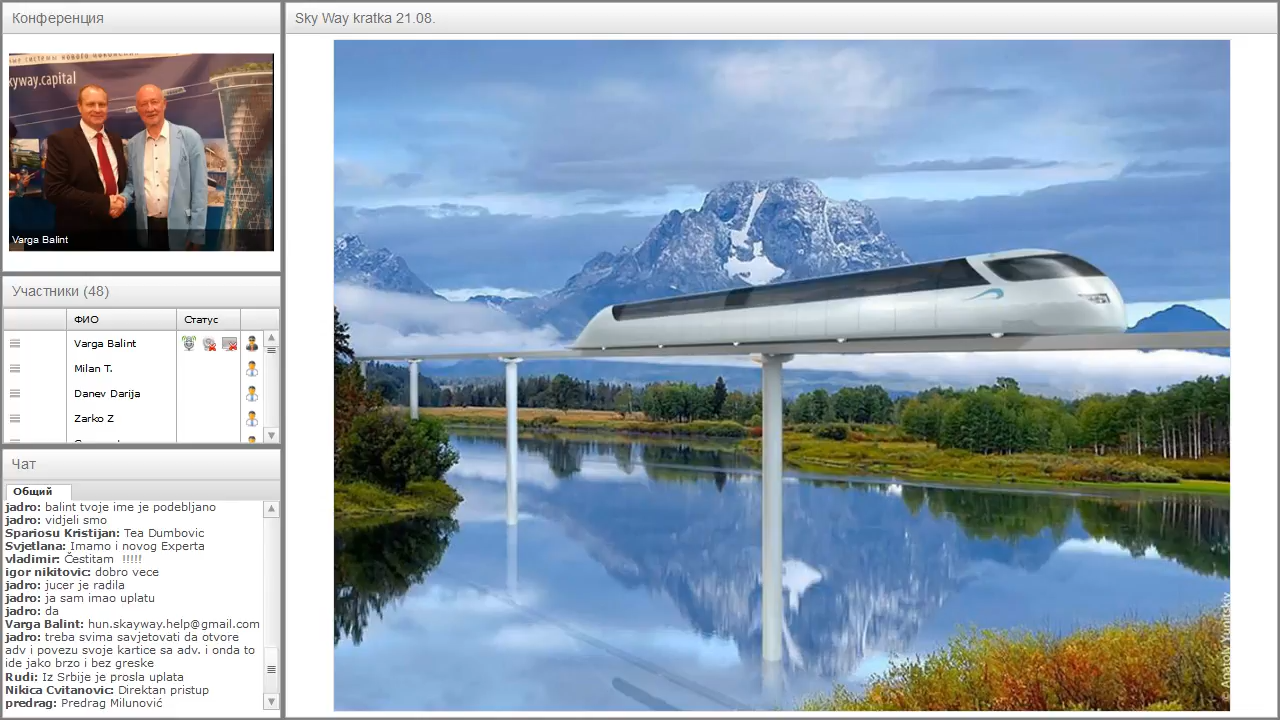 Конференция
kyway.capital
Varga Balint
Участники (48)
ФИО
Статус
Varga Balint
Milan T.
Danev Darija
Zarko Z
Чат
Общий
jadro: balint tvoje ime je podebljano
jadro: vidjeli smo
Spariosu Kristijan: Tea Dumbovic
Svjetlana: Imamo i novog Experta
vladimir: Čestitam !!!!!
igor nikitovic: dobro vece
jadro: jucer je radila
jadro: ja sam imao uplatu
jadro: da
Varga Balint: hun.skayway.help@gmail.com
jadro: treba svima savjetovati da otvore
adv i povezu svoje kartice sa adv. i onda to
ide jako brzo i bez greske
Rudi: Iz Srbije je prosla uplata
Nikica Cvitanovic: Direktan pristup
predrag: Predrag Milunović
Sky Way kratka 21.08.
© Anatoly Yunitskiy